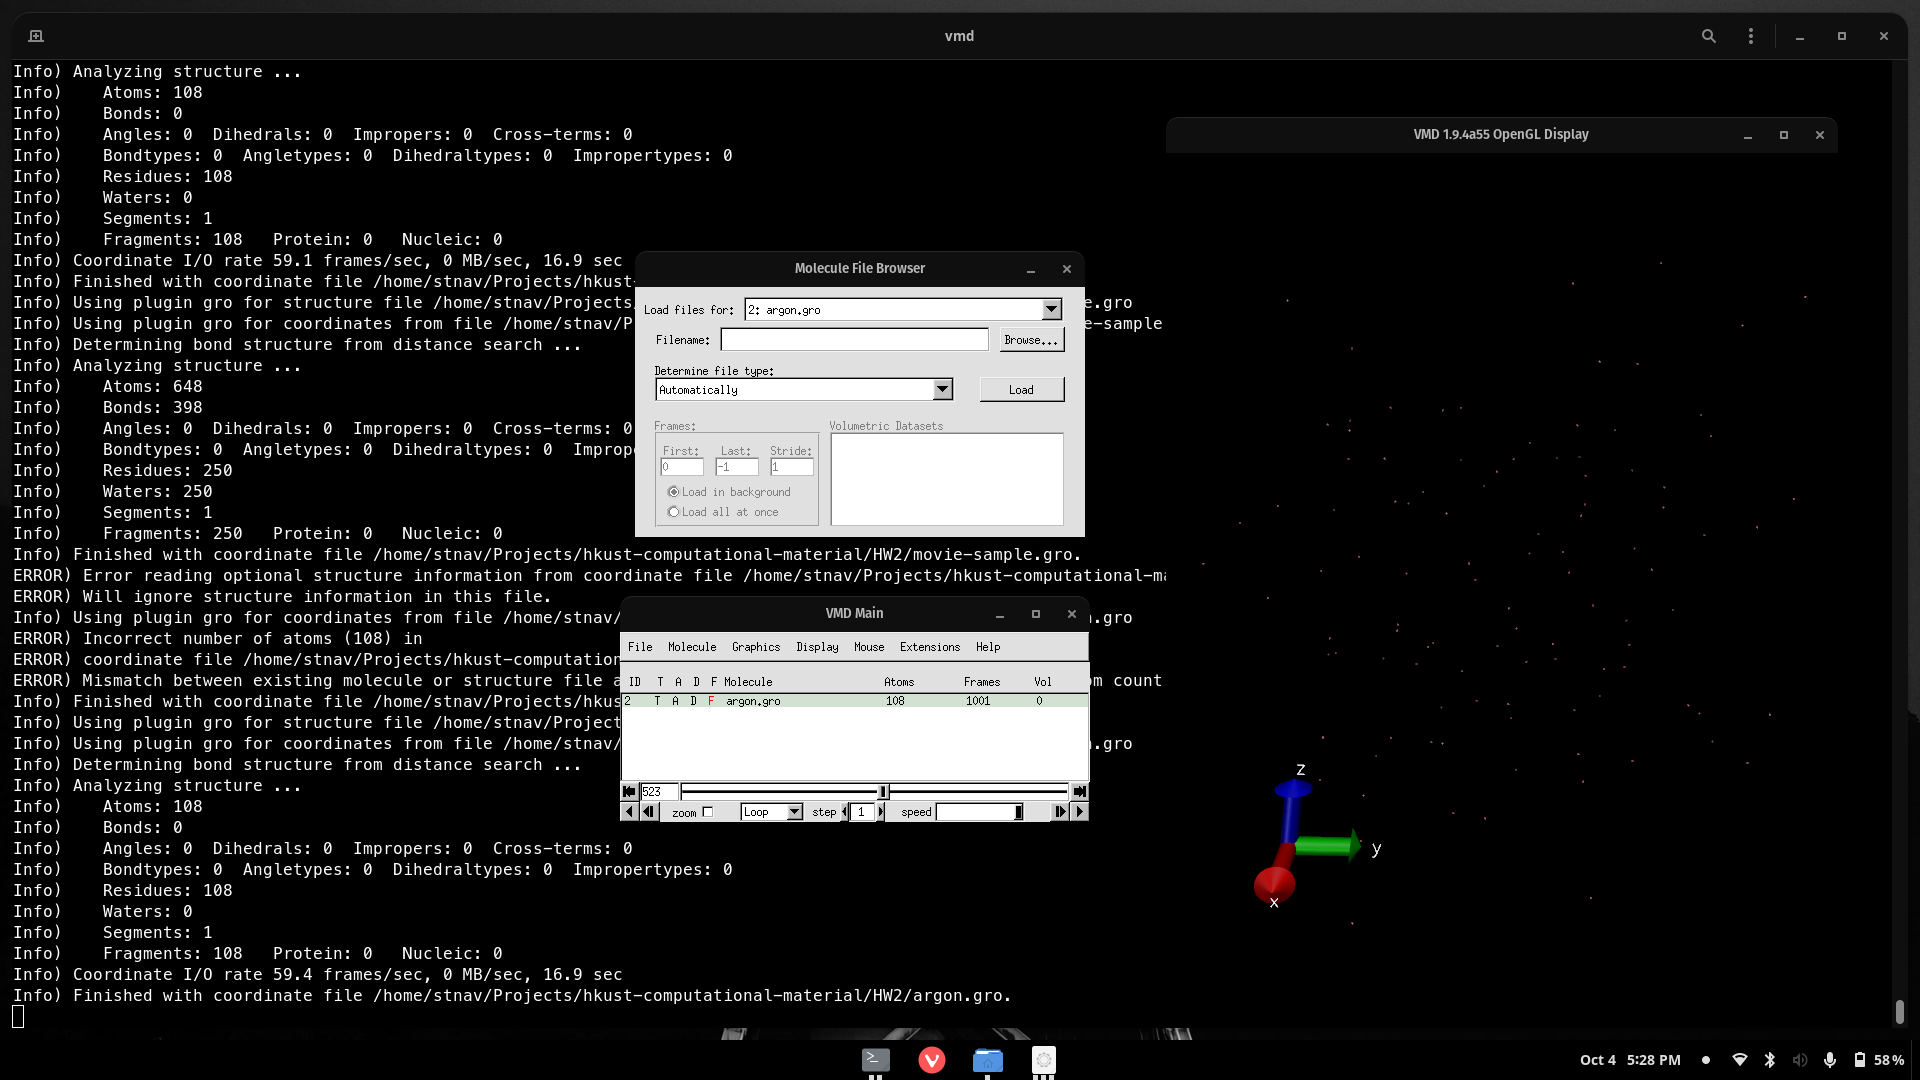 vmd
Info) Analyzing structure ...
Info)    Atoms: 108
Info)    Bonds: 0
Info)    Angles: 0  Dihedrals: 0  Impropers: 0  Cross-terms: 0
Info)    Bondtypes: 0  Angletypes: 0  Dihedraltypes: 0  Impropertypes: 0
Info)    Residues: 108
Info)    Waters: 0
Info)    Segments: 1
Info)    Fragments: 108   Protein: 0   Nucleic: 0
Info) Coordinate I/O rate 59.1 frames/sec, 0 MB/sec, 16.9 sec
Info) Finished with coordinate file /home/stnav/Projects/hkust-
Info) Using plugin gro for structure file /home/stnav/Projects/ e.gro
Info) Using plugin gro for coordinates from file /home/stnav/P e-sample
Info) Determining bond structure from distance search ...
Info) Analyzing structure ...
Info)    Atoms: 648
Info)    Bonds: 398
Info)    Angles: 0  Dihedrals: 0  Impropers: 0  Cross-terms: 0
Info)    Bondtypes: 0  Angletypes: 0  Dihedraltypes: 0  Improp
Info)    Residues: 250
Info)    Waters: 250
Info)    Segments: 1
Info)    Fragments: 250   Protein: 0   Nucleic: 0
Info) Finished with coordinate file /home/stnav/Projects/hkust-computational-material/HW2/movie-sample.gro.
ERROR) Error reading optional structure information from coordinate file /home/stnav/Projects/hkust-computational-ma
ERROR) Will ignore structure information in this file.
Info) Using plugin gro for coordinates from file /home/stnav/ .gro
ERROR) Incorrect number of atoms (108) in
ERROR) coordinate file /home/stnav/Projects/hkust-computation
ERROR) Mismatch between existing molecule or structure file a m count
Info) Finished with coordinate file /home/stnav/Projects/hkus
Info) Using plugin gro for structure file /home/stnav/Project
Info) Using plugin gro for coordinates from file /home/stnav/ .gro
Info) Determining bond structure from distance search ...
Info) Analyzing structure ...
Info)    Atoms: 108
Info)    Bonds: 0
Info)    Angles: 0  Dihedrals: 0  Impropers: 0  Cross-terms: 0
Info)    Bondtypes: 0  Angletypes: 0  Dihedraltypes: 0  Impropertypes: 0
Info)    Residues: 108
Info)    Waters: 0
Info)    Segments: 1
Info)    Fragments: 108   Protein: 0   Nucleic: 0
Info) Coordinate I/O rate 59.4 frames/sec, 0 MB/sec, 16.9 sec
Info) Finished with coordinate file /home/stnav/Projects/hkust-computational-material/HW2/argon.gro.
Molecule File Browser
Load files for: 2: argon.gro
Filename: Browse...
Determine file type:
Automatically Load
Frames: Volumetric Datasets
First: Last: Stride:
0 -1 1
Load in background
Load all at once
VMD Main
File Molecule Graphics Display Mouse Extensions Help
ID T A D F Molecule Atoms Frames Vol
2 T A D F argon.gro 108 1001 0
523
zoom Loop step 1 speed
VMD 1.9.4a55 OpenGL Display
z
y
x
Oct 4 5:28 PM 58%